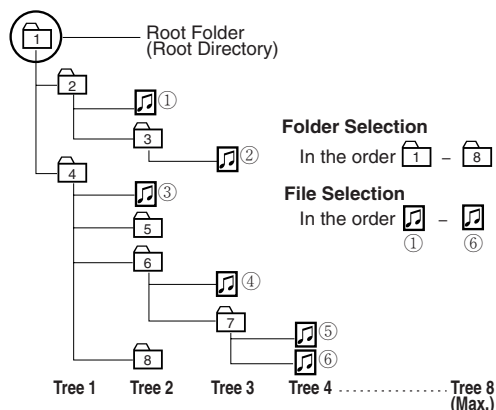 1
Root Folder
(Root Directory)
2
①
3
②
4
③
5
6
④
7
⑤
⑥
8
Folder Selection
In the order 1 – 8
File Selection
In the order –
① ⑥
Tree 1 Tree 2 Tree 3 Tree 4 ............... Tree 8
(Max.)